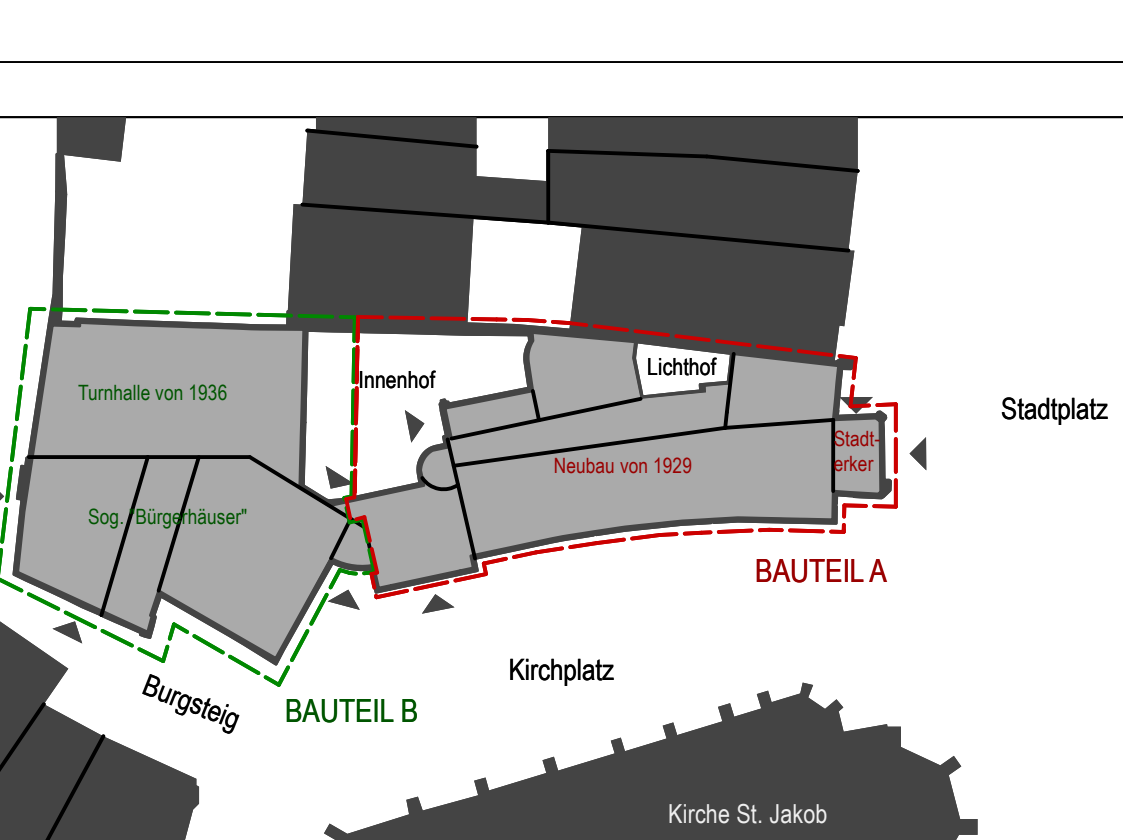 Lichthof
Innenhof
Turnhalle von 1936
Stadtplatz
Stadt-
erker
Neubau von 1929
Sog. "Bürgerhäuser"
BAUTEIL A
Kirchplatz
Burgsteig
BAUTEIL B
Kirche St. Jakob